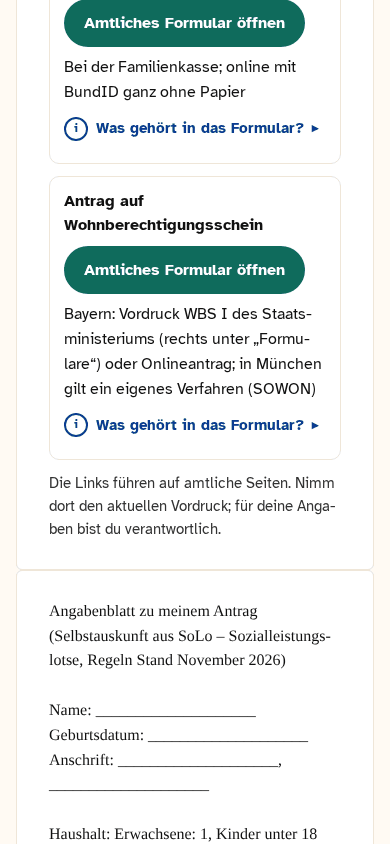 Amtliches Formular öffnen
Bei der Familienkasse; online mit
BundID ganz ohne Papier
i Was gehört in das Formular? ▸
Antrag auf
Wohnberechtigungsschein
Amtliches Formular öffnen
Bayern: Vordruck WBS I des Staats-
ministeriums (rechts unter „Formu-
lare“) oder Onlineantrag; in München
gilt ein eigenes Verfahren (SOWON)
i Was gehört in das Formular? ▸
Die Links führen auf amtliche Seiten. Nimm
dort den aktuellen Vordruck; für deine Anga-
ben bist du verantwortlich.
Angabenblatt zu meinem Antrag
(Selbstauskunft aus SoLo – Sozialleistungs-
lotse, Regeln Stand November 2026)
Name: ____________________
Geburtsdatum: ____________________
Anschrift: ____________________,
____________________
Haushalt: Erwachsene: 1, Kinder unter 18